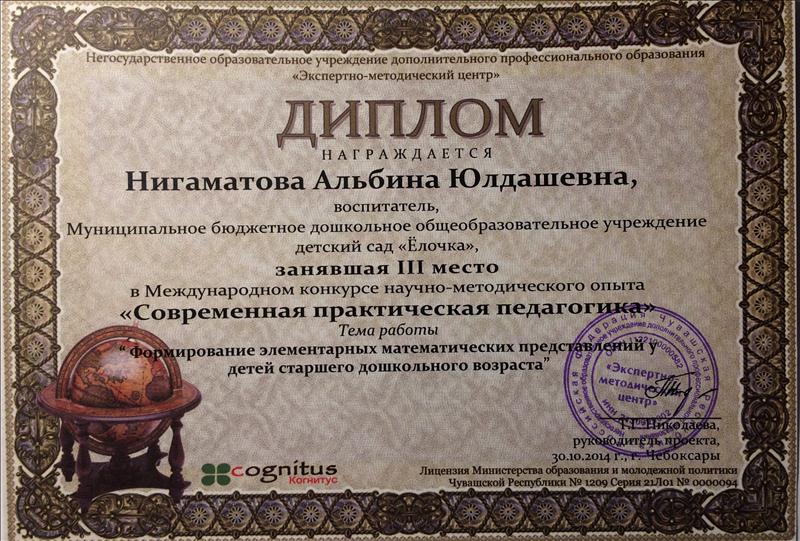 Негосударственное образовательное учреждение дополнительного профессионального образования
«Экспертно-методический центр»
ДИПЛОМ
НАГРАЖДАЕТСЯ
Нигаматова Альбина Юлдашевна,
воспитатель,
Муниципальное бюджетное дошкольное общеобразовательное учреждение
детский сад «Ёлочка»,
занявшая III место
в Международном конкурсе научно-методического опыта
«Современная практическая педагогика»
Тема работы
“ Формирование элементарных математических представлений у
детей старшего дошкольного возраста”
«Экспертно
методич
центр»
Т.Г. Николаева,
руководитель проекта,
30.10.2014 г., г. Чебоксары
cognitus
Когнитус
Лицензия Министерства образования и молодежной политики
Чувашской Республики № 1209 Серия 21Л01 № 0000094